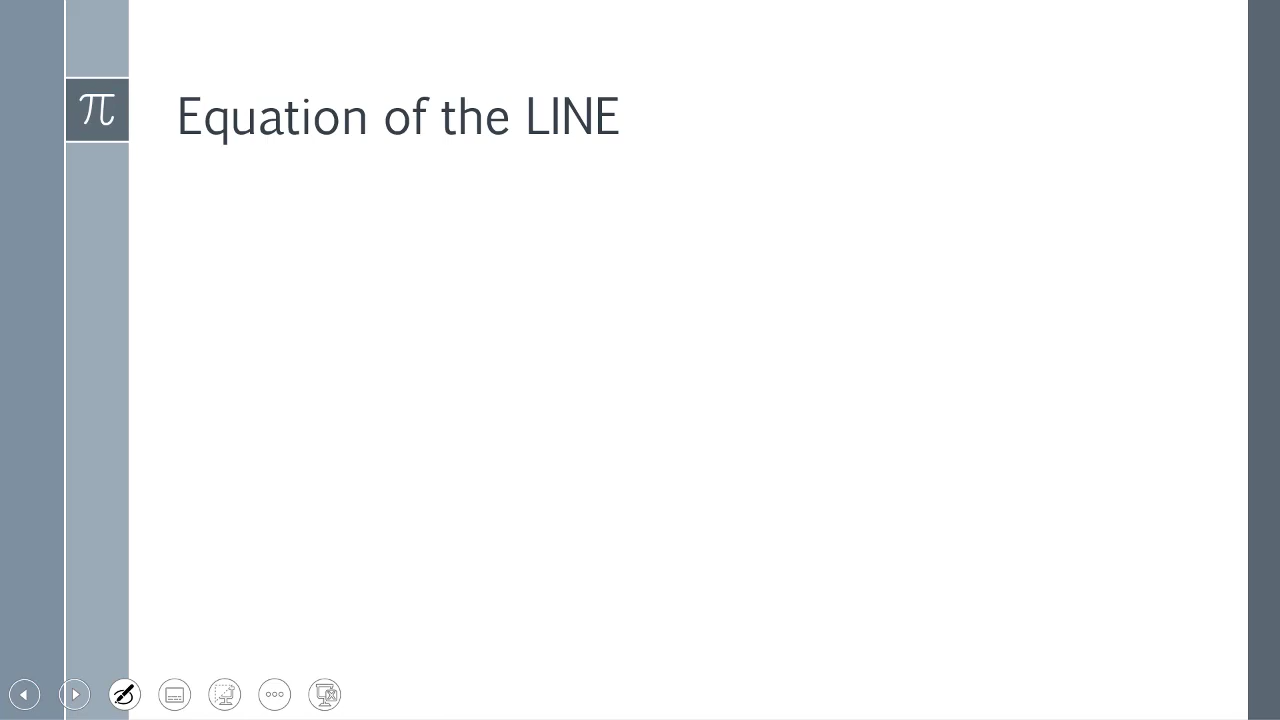 π
Equation of the LINE